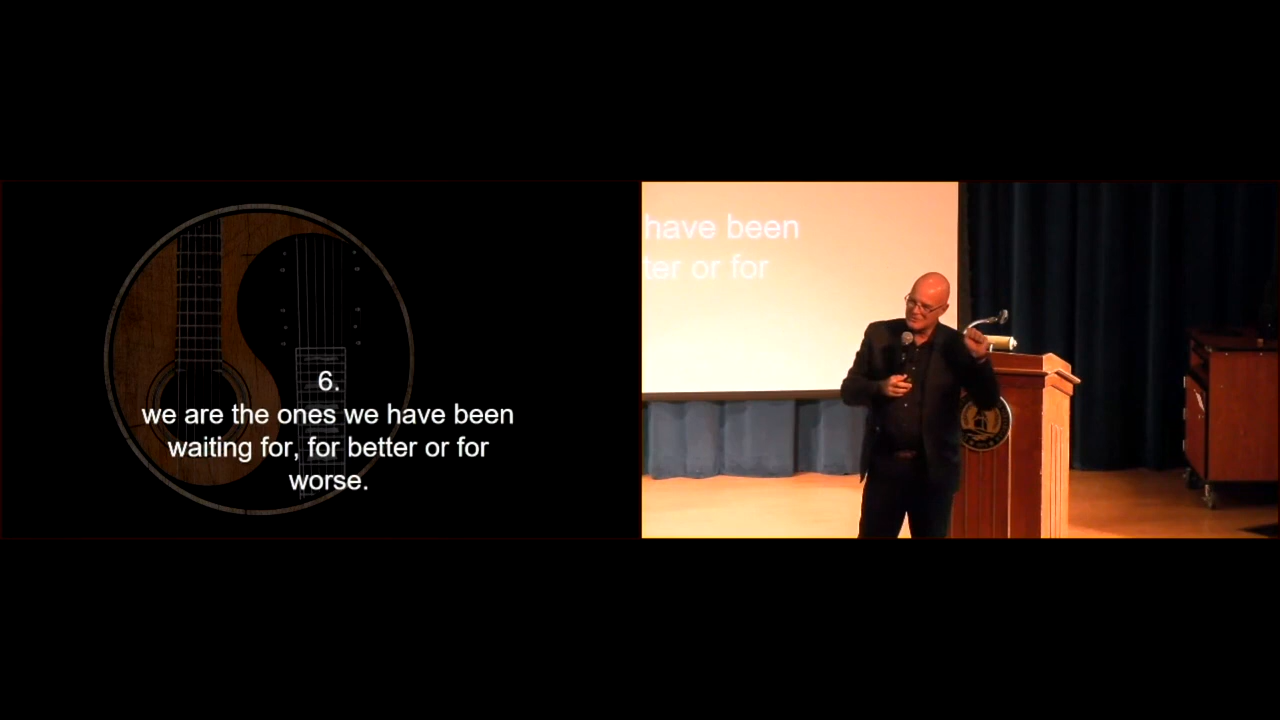 6.
we are the ones we have been
waiting for, for better or for
worse.
have been
ter or for